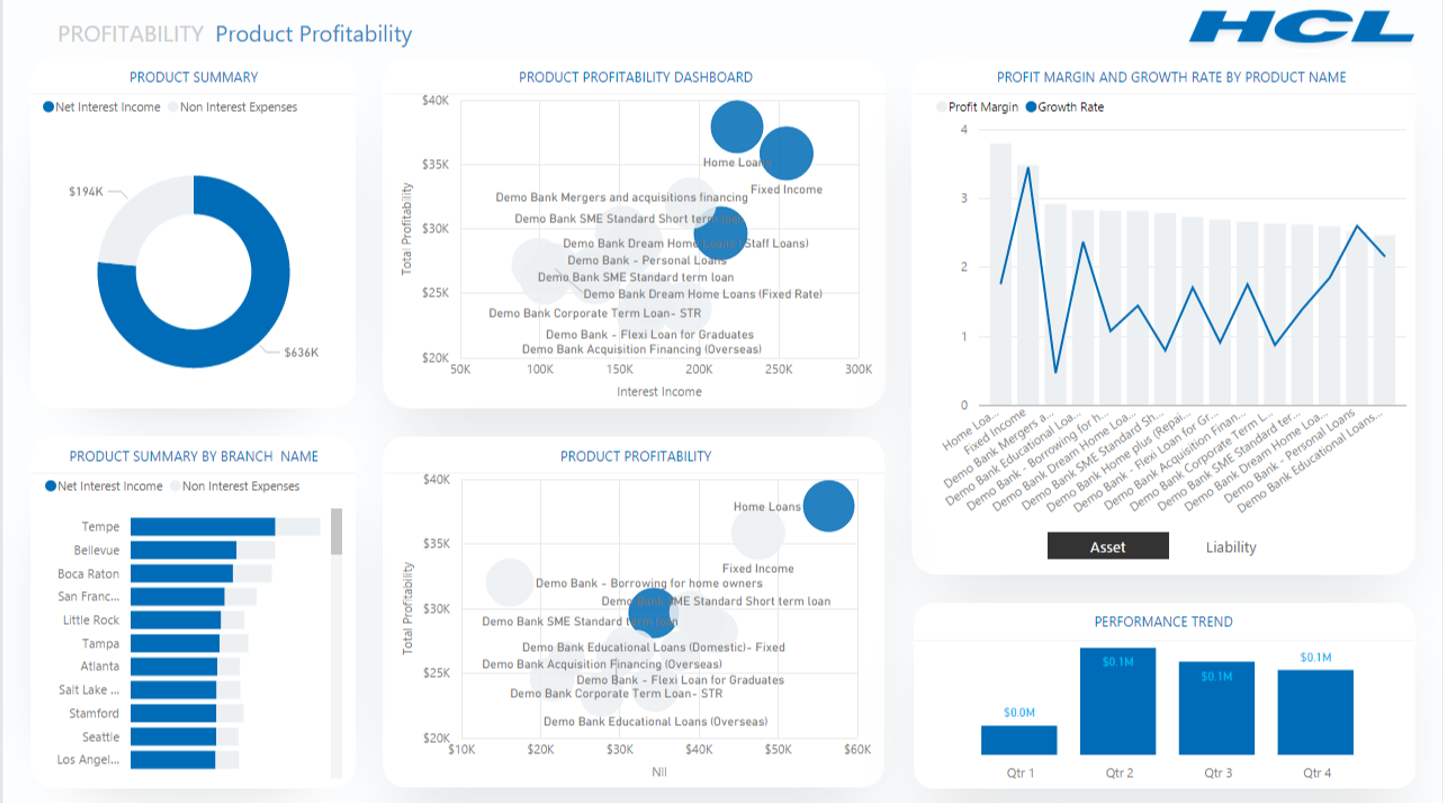 PROFITABILITY Product Profitability
HCL
PRODUCT SUMMARY
Net Interest Income Non Interest Expenses
$194K
$636K
PRODUCT PROFITABILITY DASHBOARD
Total Profitability
$40K
$35K
$30K
$25K
$20K
Home Loans
Fixed Income
Demo Bank Mergers and acquisitions financing
Demo Bank SME Standard Short term loan
Demo Bank Dream Home Loans (Staff Loans)
Demo Bank - Personal Loans
Demo Bank SME Standard term loan
Demo Bank Dream Home Loans (Fixed Rate)
Demo Bank Corporate Term Loan- STR
Demo Bank - Flexi Loan for Graduates
Demo Bank Acquisition Financing (Overseas)
50K 100K 150K 200K 250K 300K
Interest Income
PROFIT MARGIN AND GROWTH RATE BY PRODUCT NAME
Profit Margin Growth Rate
4
3
2
1
0
Home Loa...
Fixed Income
Demo Bank Mergers a...
Demo Bank Educational Loa...
Demo Bank - Borrowing for h...
Demo Bank Dream Home Loa...
Demo Bank SME Standard Sh...
Demo Bank Home plus (Repai...
Demo Bank - Flexi Loan for Gr...
Demo Bank Acquisition Finan...
Demo Bank Corporate Term L...
Demo Bank SME Standard ter...
Demo Bank Dream Home Loa...
Demo Bank - Personal Loans
Demo Bank Educational Loans...
Asset Liability
PRODUCT SUMMARY BY BRANCH NAME
Net Interest Income Non Interest Expenses
Tempe
Bellevue
Boca Raton
San Franc...
Little Rock
Tampa
Atlanta
Salt Lake ...
Stamford
Seattle
Los Angel...
PRODUCT PROFITABILITY
Total Profitability
$40K
$35K
$30K
$25K
$20K
Home Loans
Fixed Income
Demo Bank - Borrowing for home owners
Demo Bank SME Standard Short term loan
Demo Bank SME Standard term loan
Demo Bank Educational Loans (Domestic)- Fixed
Demo Bank Acquisition Financing (Overseas)
Demo Bank - Flexi Loan for Graduates
Demo Bank Corporate Term Loan- STR
Demo Bank Educational Loans (Overseas)
$10K $20K $30K $40K $50K $60K
NII
PERFORMANCE TREND
$0.0M
$0.1M
$0.1M
$0.1M
Qtr 1 Qtr 2 Qtr 3 Qtr 4